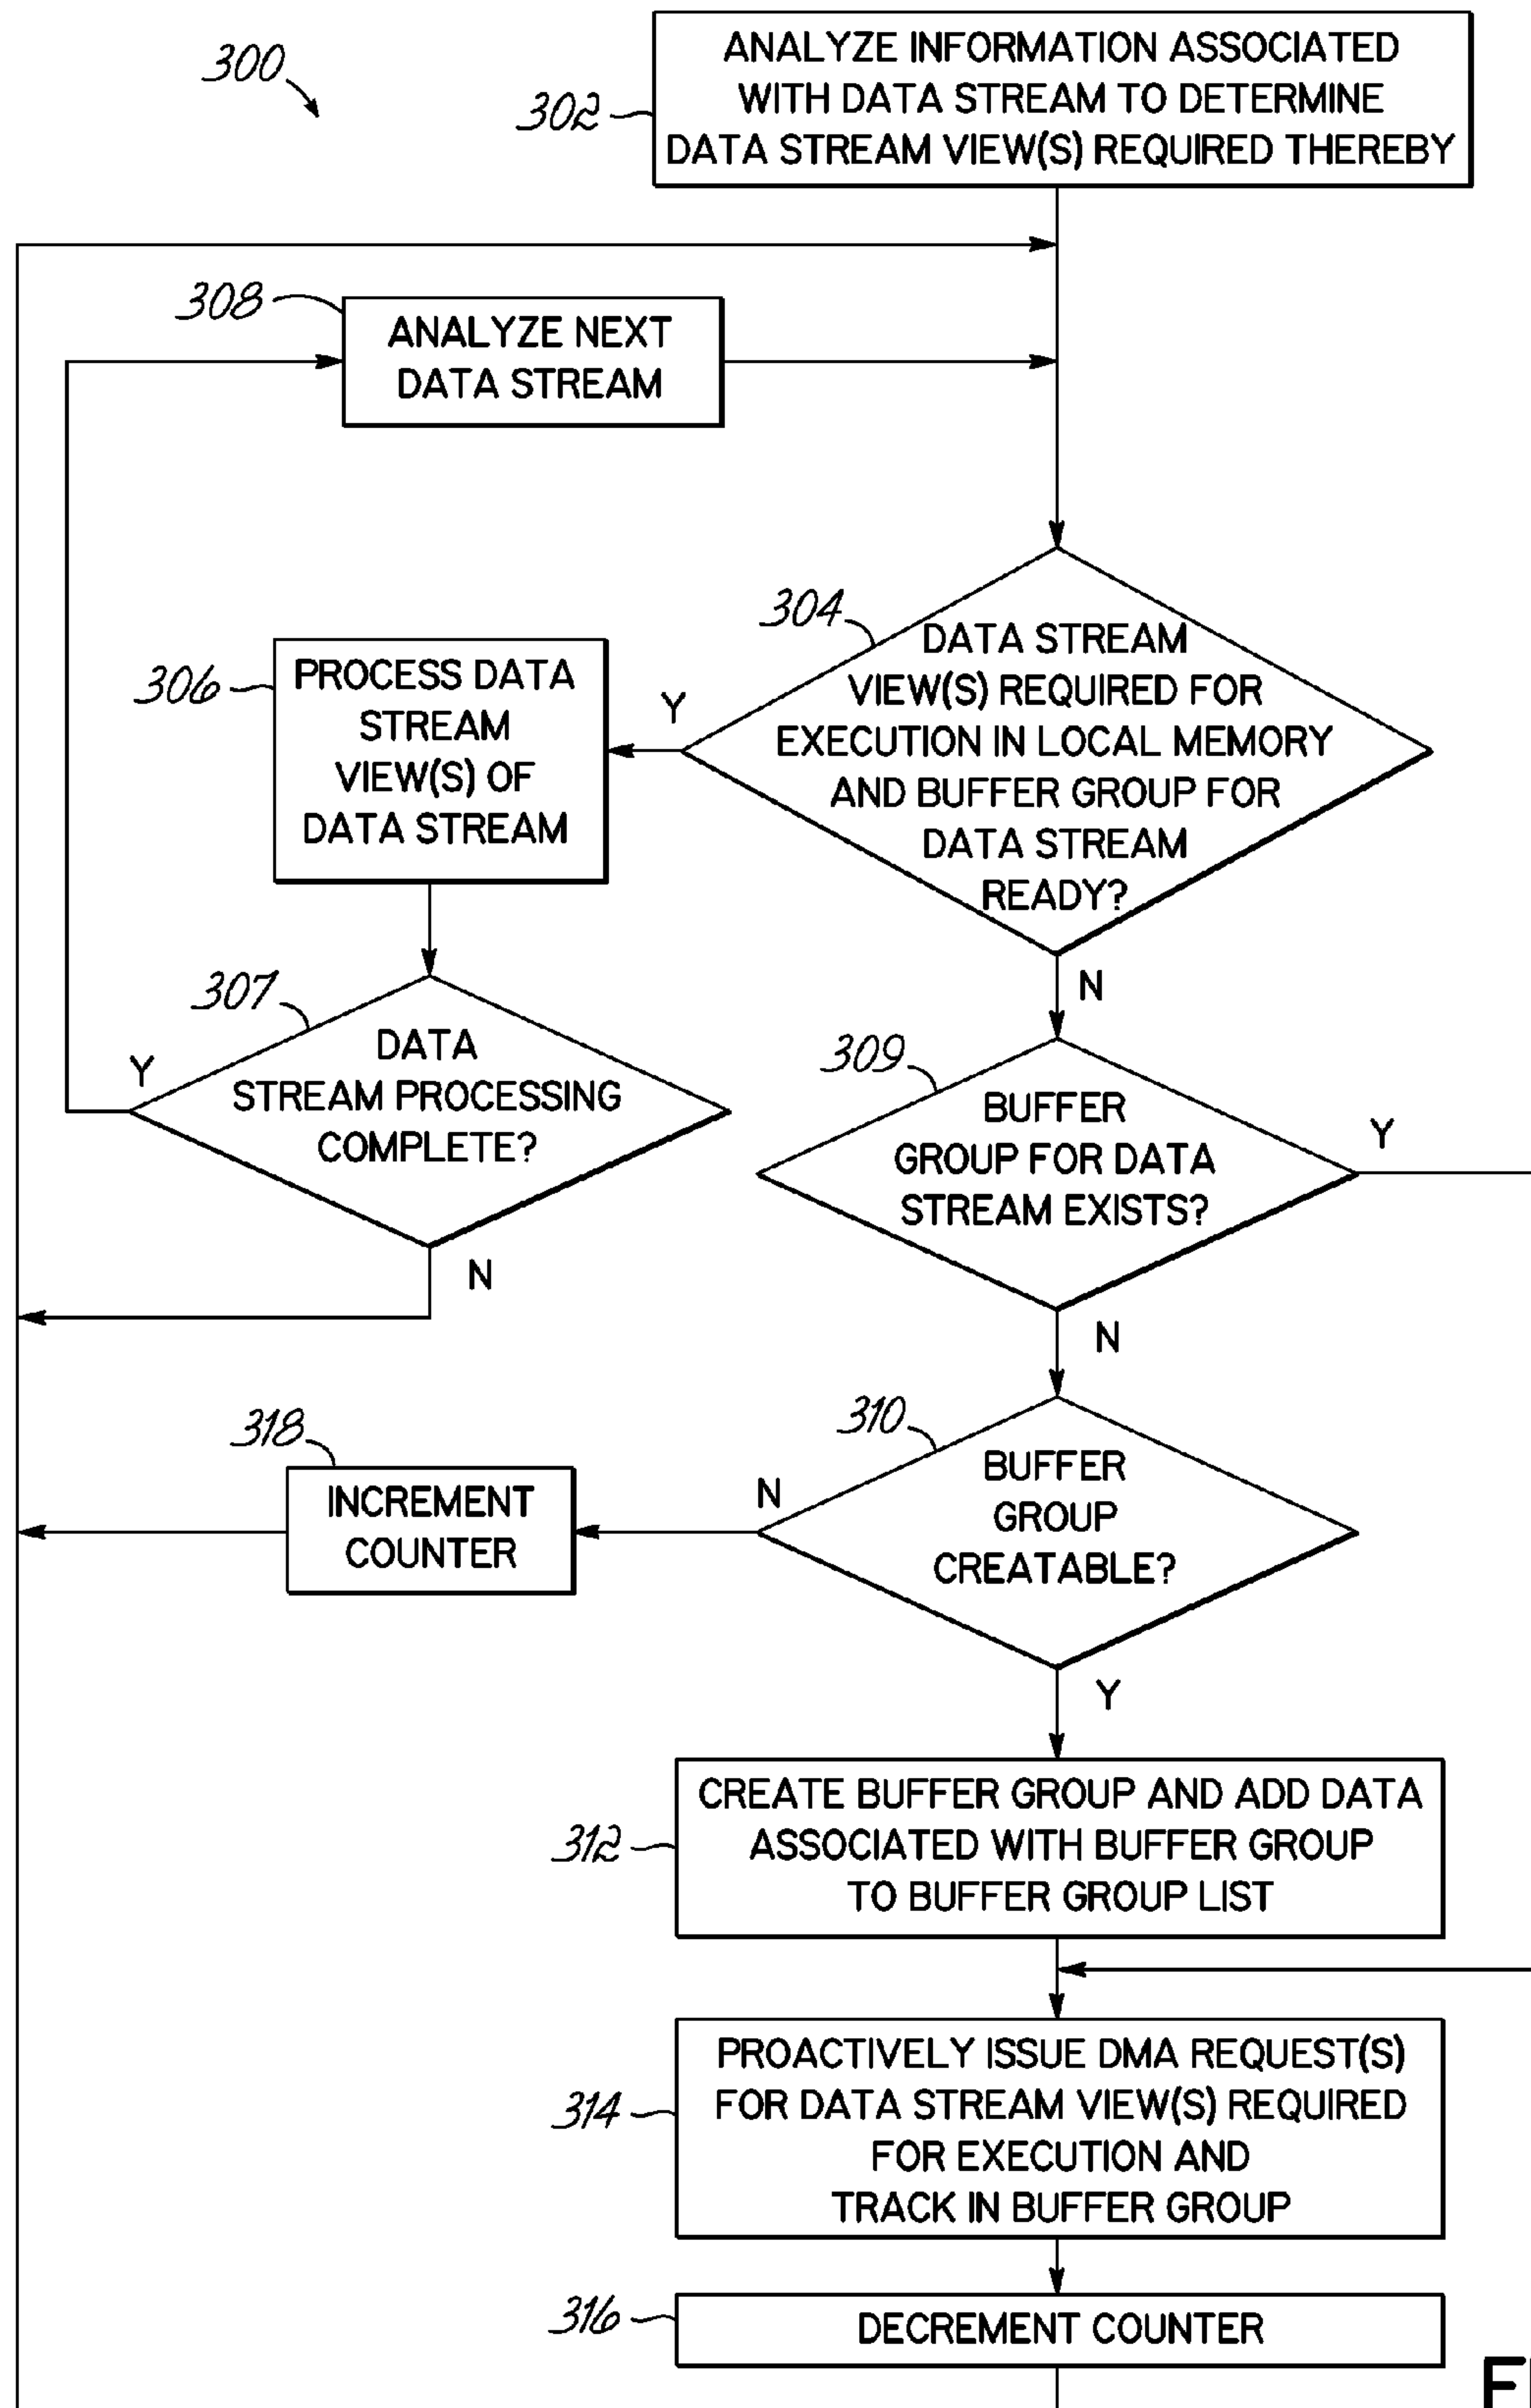 300
302
ANALYZE INFORMATION ASSOCIATED
WITH DATA STREAM TO DETERMINE
DATA STREAM VIEW(S) REQUIRED THEREBY
308
ANALYZE NEXT
DATA STREAM
304
DATA STREAM
VIEW(S) REQUIRED FOR
EXECUTION IN LOCAL MEMORY
AND BUFFER GROUP FOR
DATA STREAM
READY?
Y
N
306
PROCESS DATA
STREAM
VIEW(S) OF
DATA STREAM
307
DATA
STREAM PROCESSING
COMPLETE?
Y
N
309
BUFFER
GROUP FOR DATA
STREAM EXISTS?
Y
N
310
BUFFER
GROUP
CREATABLE?
N
Y
318
INCREMENT
COUNTER
312
CREATE BUFFER GROUP AND ADD DATA
ASSOCIATED WITH BUFFER GROUP
TO BUFFER GROUP LIST
314
PROACTIVELY ISSUE DMA REQUEST(S)
FOR DATA STREAM VIEW(S) REQUIRED
FOR EXECUTION AND
TRACK IN BUFFER GROUP
316
DECREMENT COUNTER